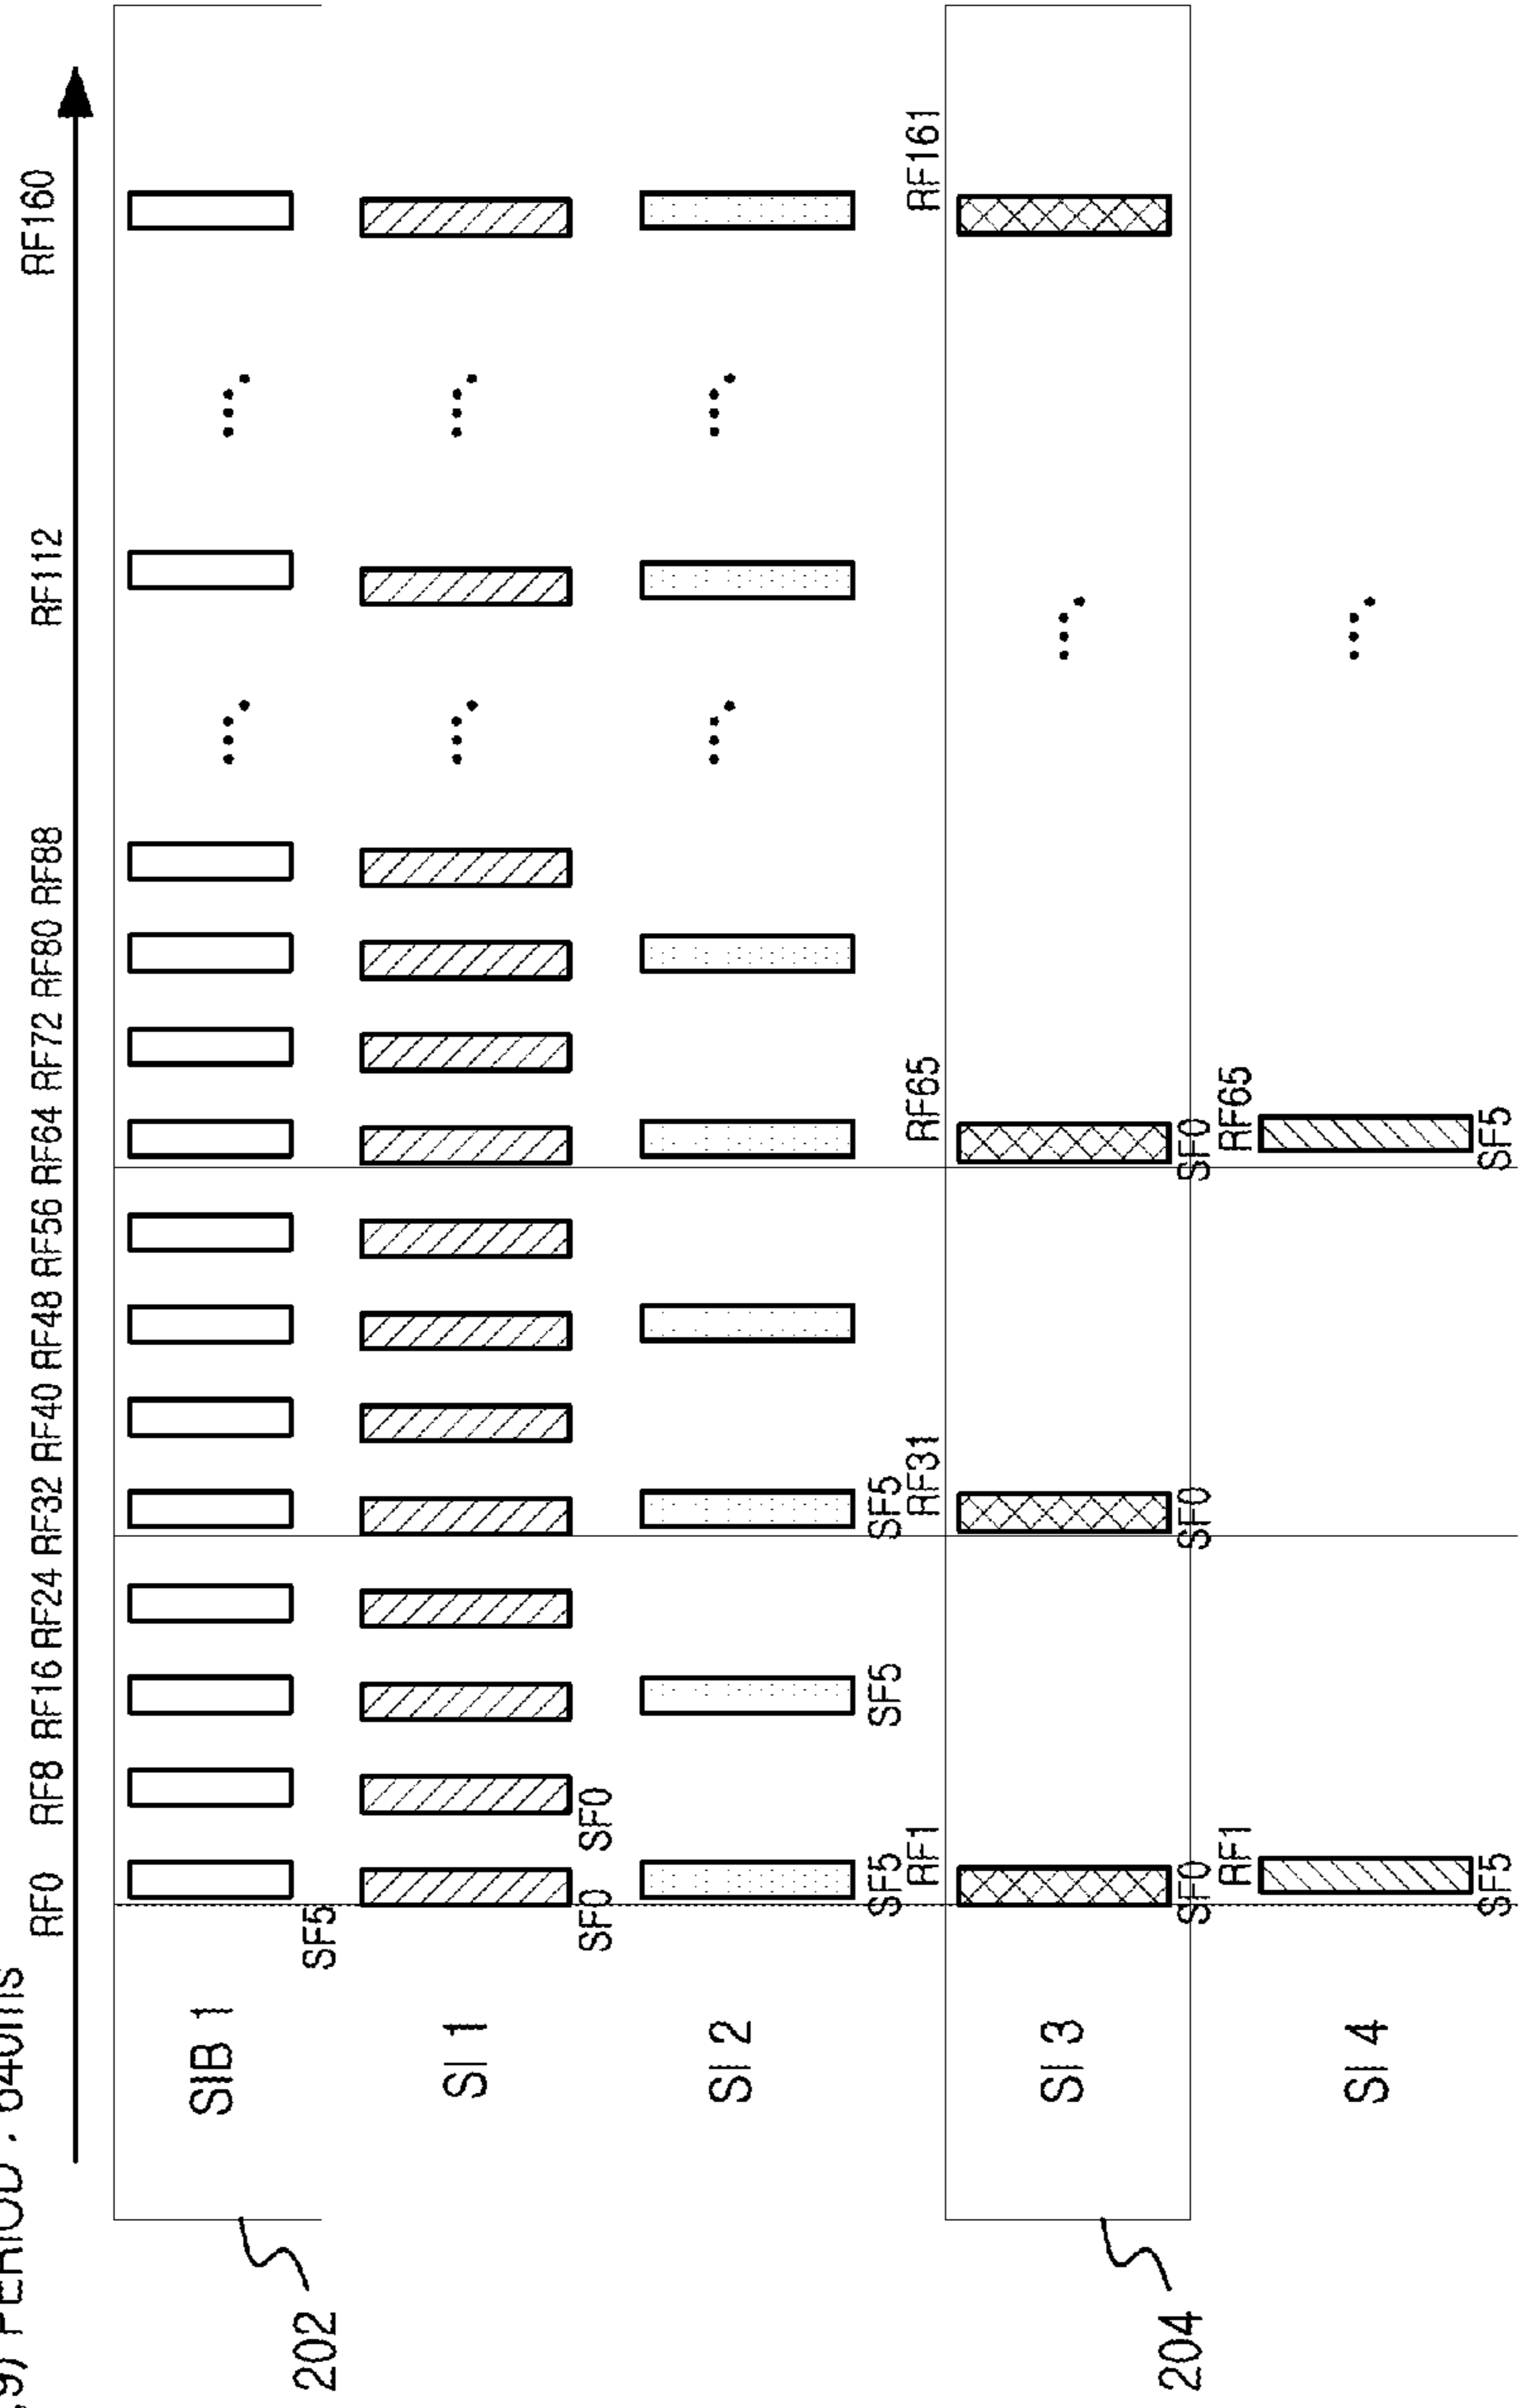 9) PERIOD : 640ms
RF0 RF8 RF16 RF24 RF32 RF40 RF48 RF56 RF64 RF72 RF80 RF88 RF112 RF160
202
SIB 1
SF5
SI 1
SF0 SF0
SI 2
SF5 SF5 SF5
RF1 RF31 RF65 RF161
204
SI 3
SF0 SF0 SF0
RF1 RF65
SI 4
SF5 SF5